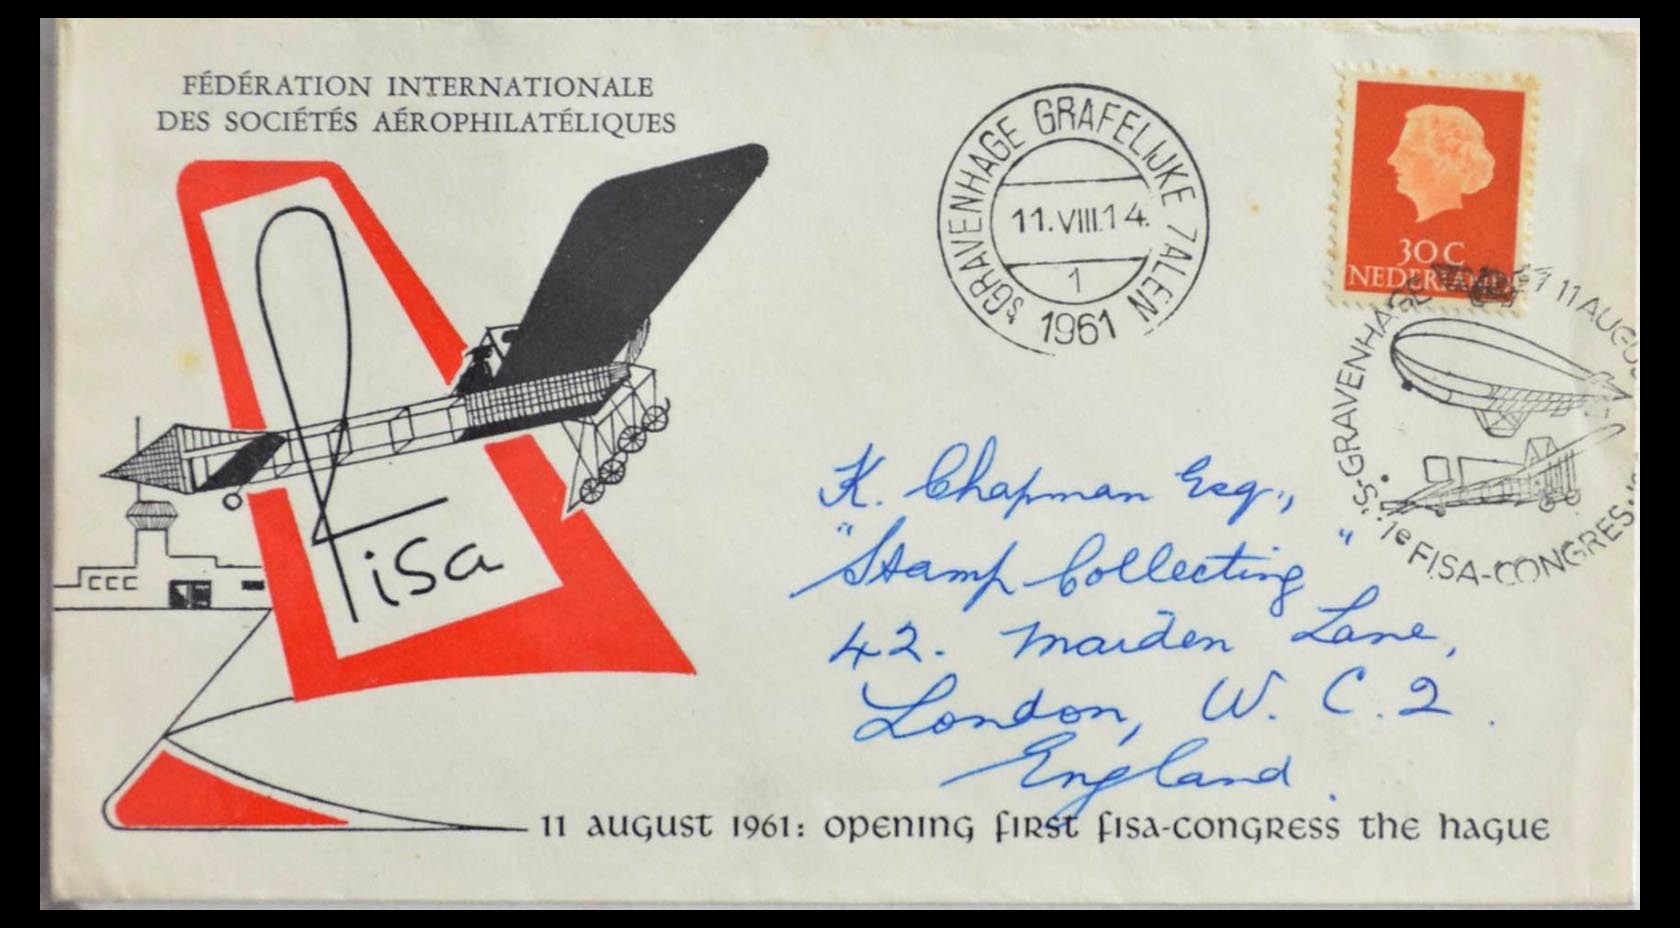 FÉDÉRATION INTERNATIONALE
DES SOCIÉTÉS AÉROPHILATÉLIQUES
fisa
'sGRAVENHAGE GRAFELIJKE ZALEN
11.VIII.14.
1
1961
30 C
NEDERLAND
'S-GRAVENHAGE 11 AUGUS
1e FISA-CONGRES
K. Chapman Esq.,
"Stamp Collecting"
42. Maiden Lane,
London, W. C. 2.
England.
11 AUGUST 1961: OPENING FIRST FISA-CONGRESS THE HAGUE